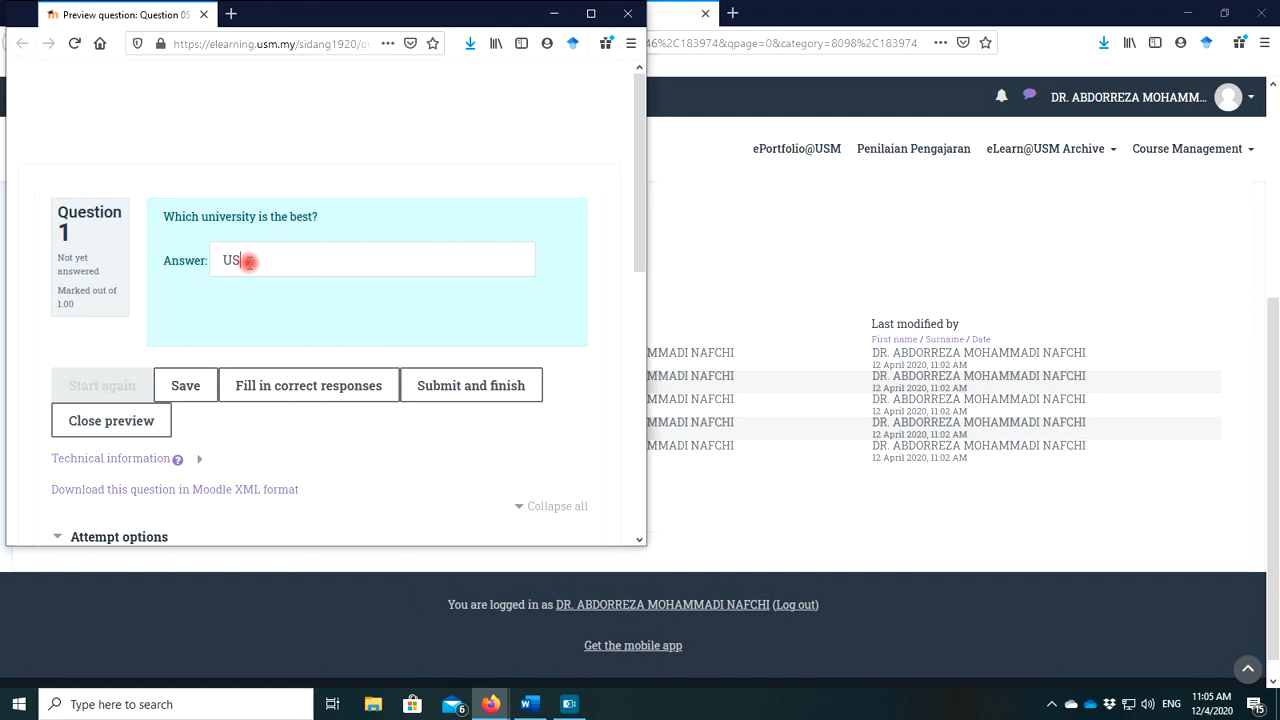 Preview question: Question 05
https://elearning.usm.my/sidang1920/
46%2C183974&qpage=0&category=8098%2C183974
DR. ABDORREZA MOHAMM...
ePortfolio@USM Penilaian Pengajaran eLearn@USM Archive Course Management
Question
1
Not yet
answered
Marked out of
1.00
Which university is the best?
Answer: US
Start again Save Fill in correct responses Submit and finish
Close preview
Technical information ?
Download this question in Moodle XML format
Collapse all
Attempt options
Last modified by
First name / Surname / Date
MMADI NAFCHI DR. ABDORREZA MOHAMMADI NAFCHI
12 April 2020, 11:02 AM
AMMADI NAFCHI DR. ABDORREZA MOHAMMADI NAFCHI
12 April 2020, 11:02 AM
MMADI NAFCHI DR. ABDORREZA MOHAMMADI NAFCHI
12 April 2020, 11:02 AM
AMMADI NAFCHI DR. ABDORREZA MOHAMMADI NAFCHI
12 April 2020, 11:02 AM
MMADI NAFCHI DR. ABDORREZA MOHAMMADI NAFCHI
12 April 2020, 11:02 AM
You are logged in as DR. ABDORREZA MOHAMMADI NAFCHI (Log out)
Get the mobile app
Type here to search
6
ENG
11:05 AM
12/4/2020
15